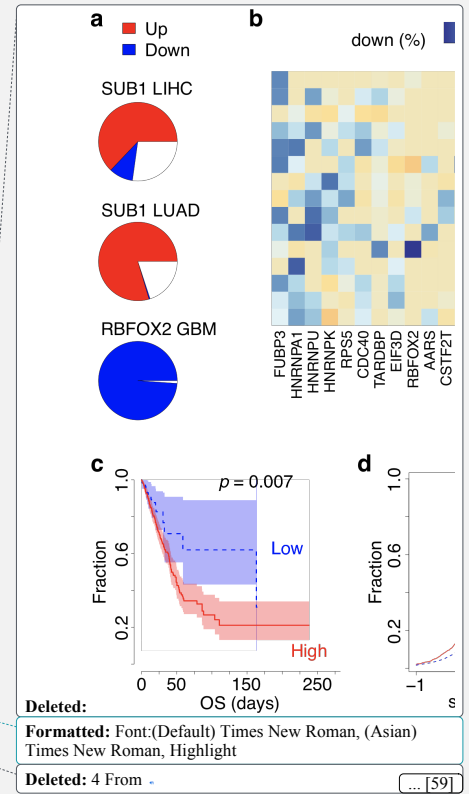 a
Up
Down
b
down (%)
SUB1 LIHC
SUB1 LUAD
RBFOX2 GBM
FUBP3
HNRNPA1
HNRNPU
HNRNPK
RPS5
CDC40
TARDBP
EIF3D
RBFOX2
AARS
CSTF2T
c
p = 0.007
1.0
0.6
0.2
Fraction
Low
High
0 50 150 250
OS (days)
d
1.0
0.6
0.2
Fraction
−1
s
Deleted:
Formatted: Font:(Default) Times New Roman, (Asian)
Times New Roman, Highlight
Deleted: 4 From
... [59]